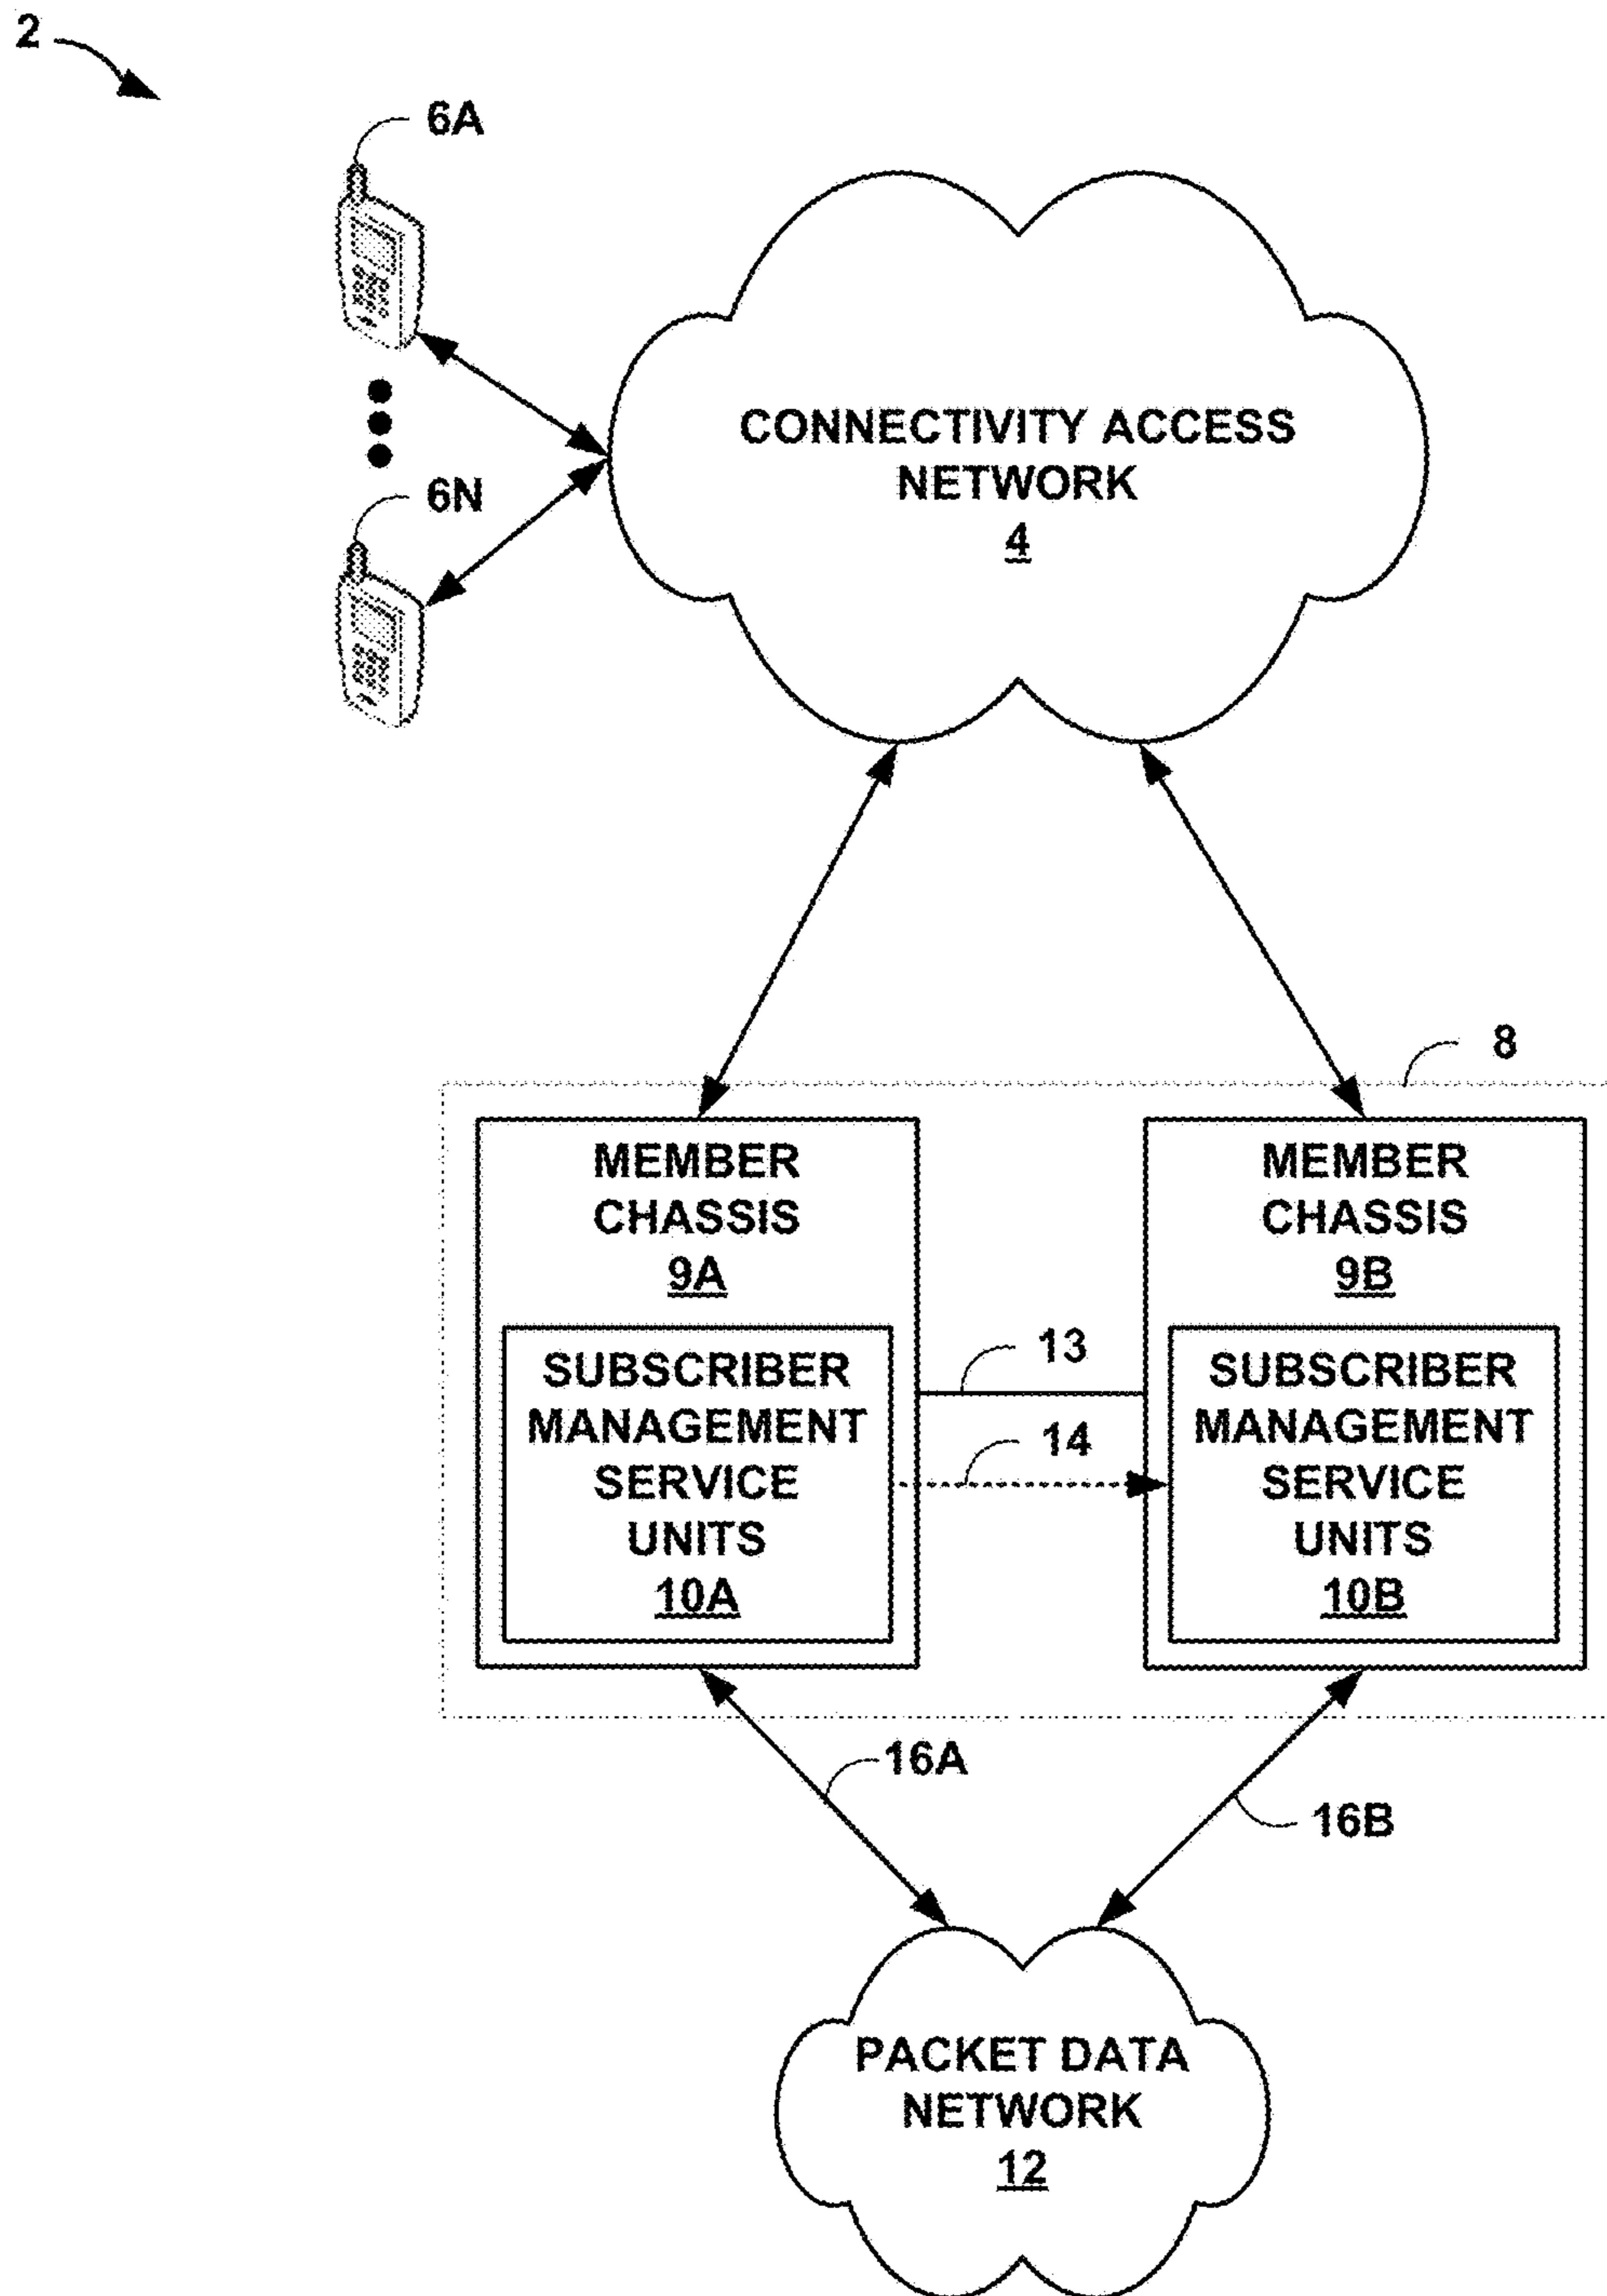 2
6A
CONNECTIVITY ACCESS
NETWORK
4
6N
8
MEMBER
CHASSIS
9A
MEMBER
CHASSIS
9B
SUBSCRIBER
MANAGEMENT
SERVICE
UNITS
10A
13
14
SUBSCRIBER
MANAGEMENT
SERVICE
UNITS
10B
16A
16B
PACKET DATA
NETWORK
12